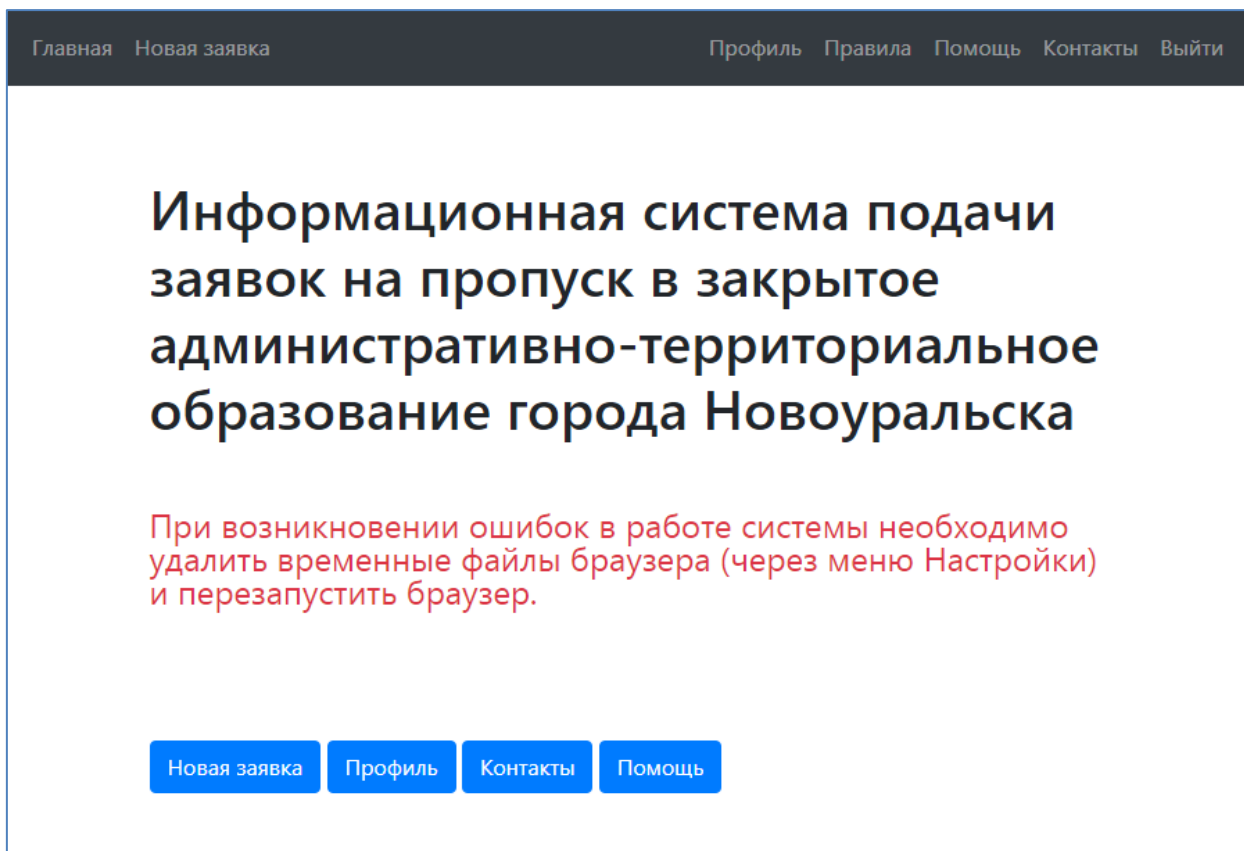 Главная Новая заявка Профиль Правила Помощь Контакты Выйти
Информационная система подачи
заявок на пропуск в закрытое
административно-территориальное
образование города Новоуральска
При возникновении ошибок в работе системы необходимо
удалить временные файлы браузера (через меню Настройки)
и перезапустить браузер.
Новая заявка Профиль Контакты Помощь